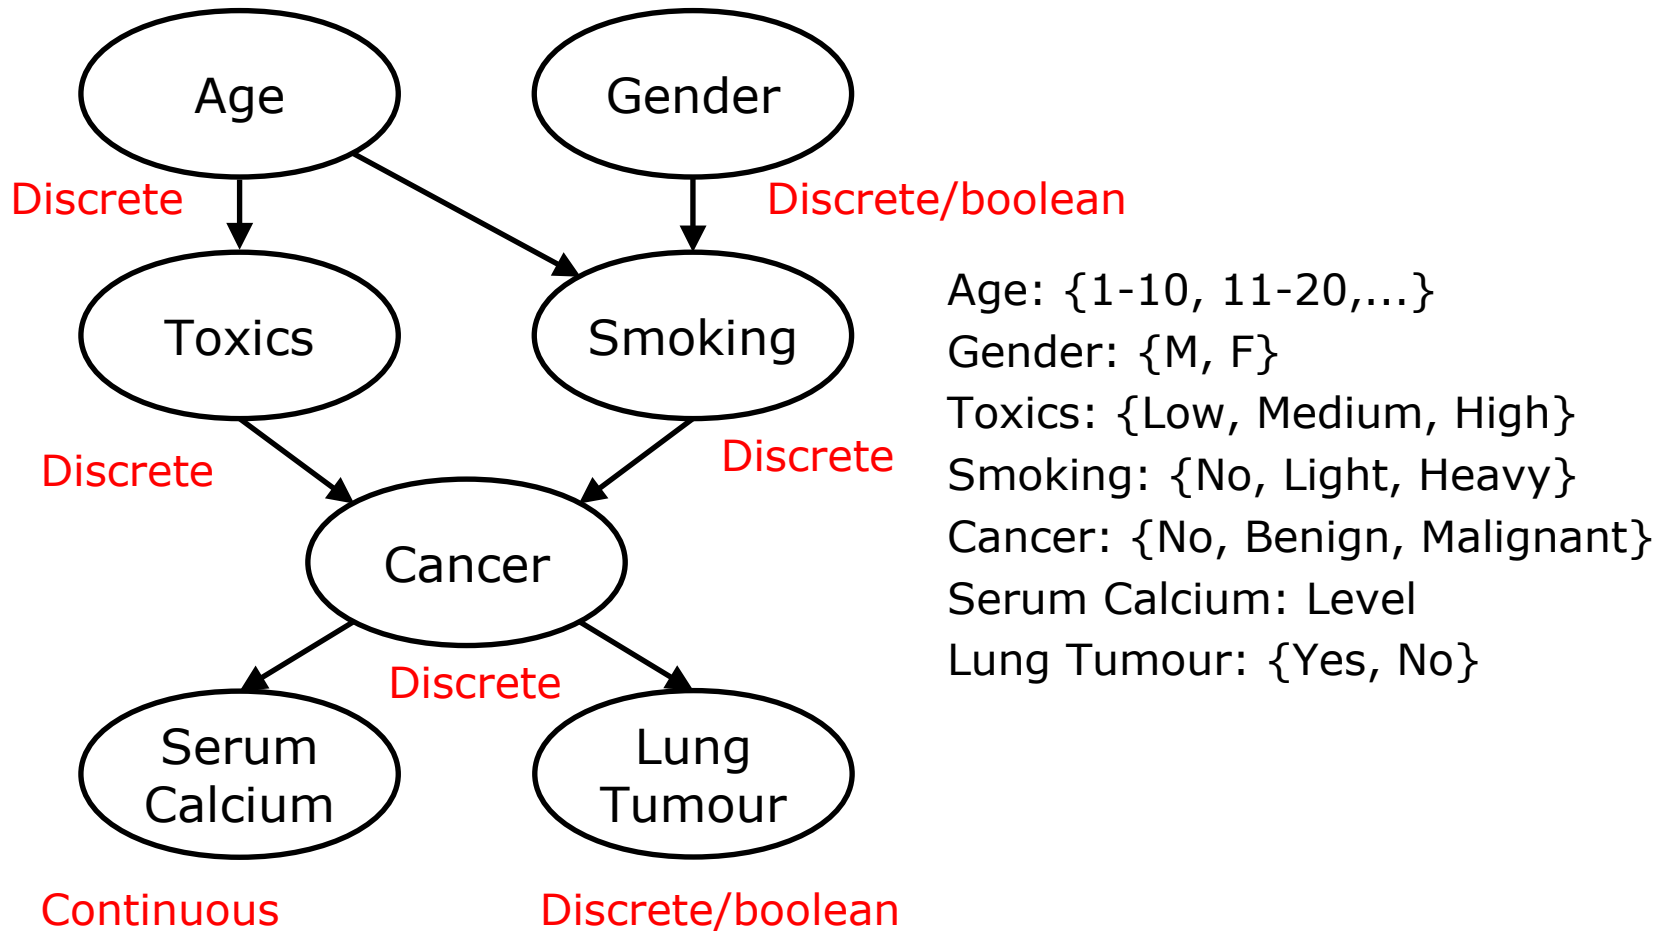 Age
Gender
Discrete
Discrete/boolean
Toxics
Smoking
Discrete
Discrete
Cancer
Discrete
Serum
Calcium
Lung
Tumour
Continuous
Discrete/boolean
Age: {1-10, 11-20,...}
Gender: {M, F}
Toxics: {Low, Medium, High}
Smoking: {No, Light, Heavy}
Cancer: {No, Benign, Malignant}
Serum Calcium: Level
Lung Tumour: {Yes, No}